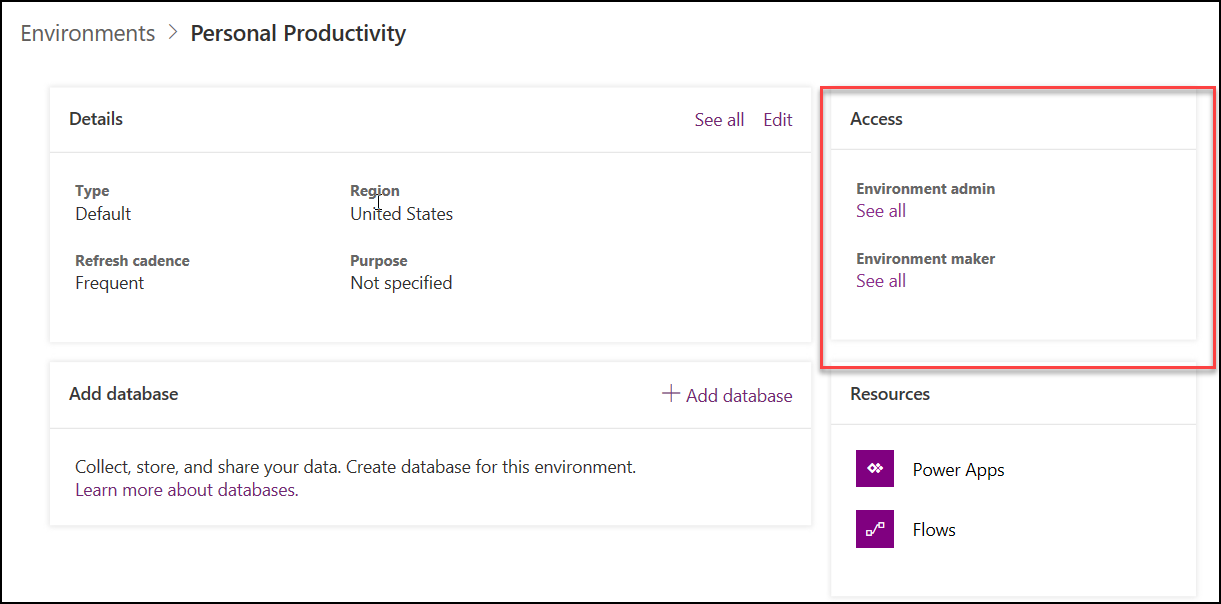 Environments > Personal Productivity
Details
See all Edit
Type
Default
Region
United States
Refresh cadence
Frequent
Purpose
Not specified
Access
Environment admin
See all
Environment maker
See all
Add database
+ Add database
Collect, store, and share your data. Create database for this environment.
Learn more about databases.
Resources
Power Apps
Flows